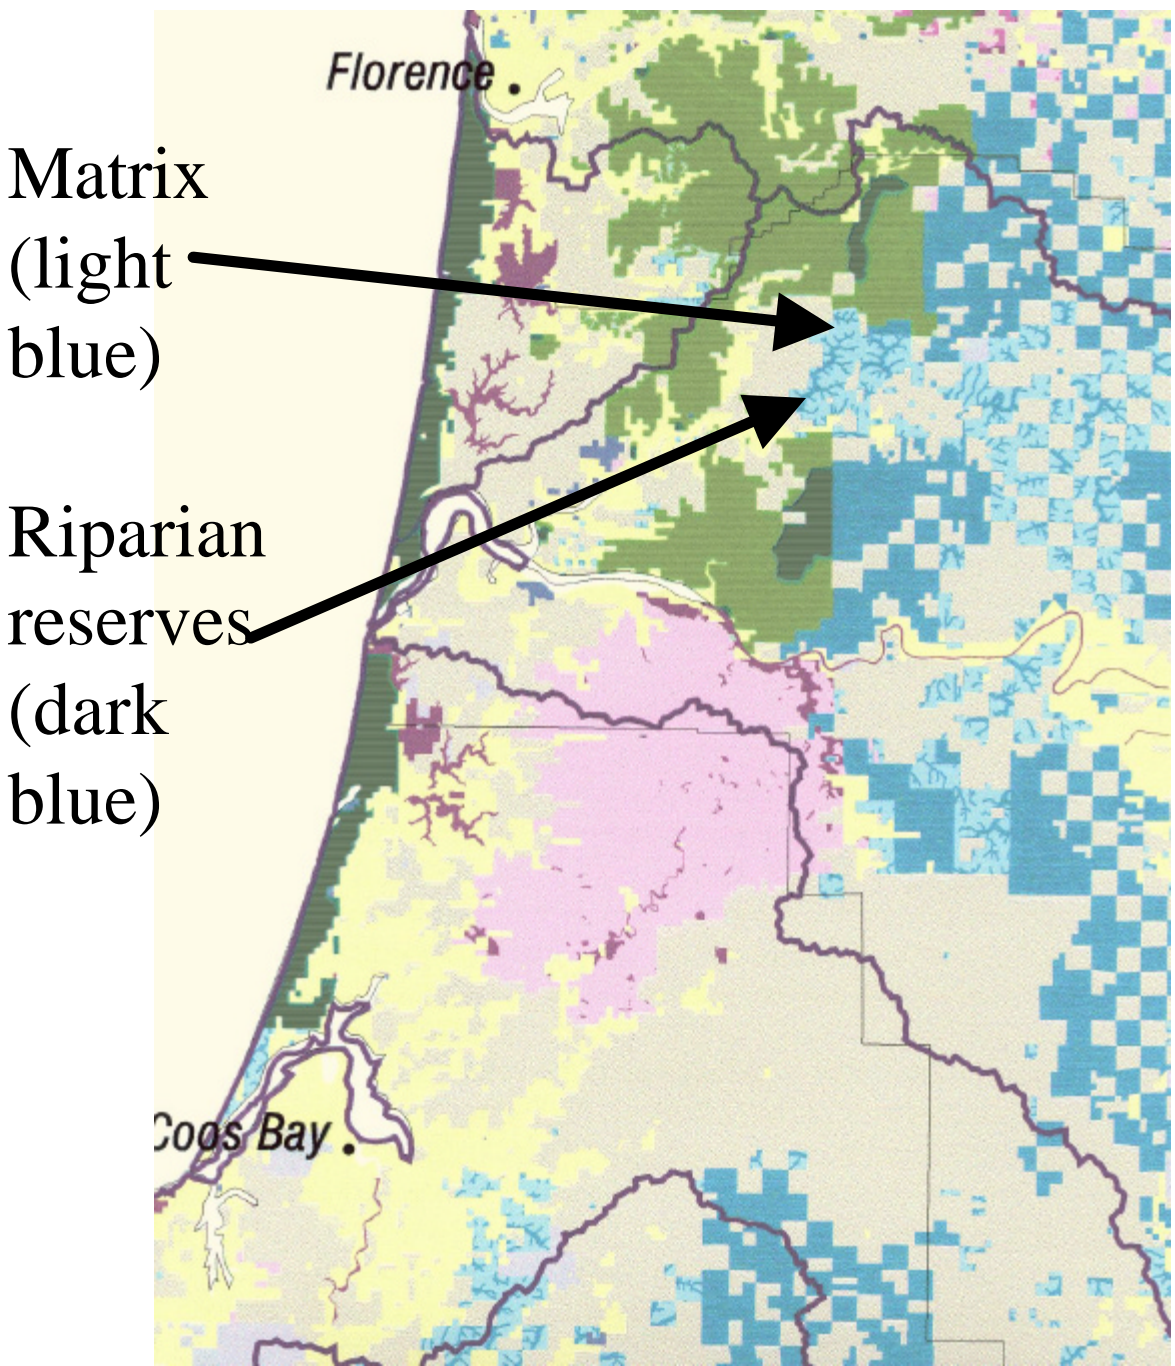 Florence
Matrix
(light
blue)
Riparian
reserves
(dark
blue)
Coos Bay